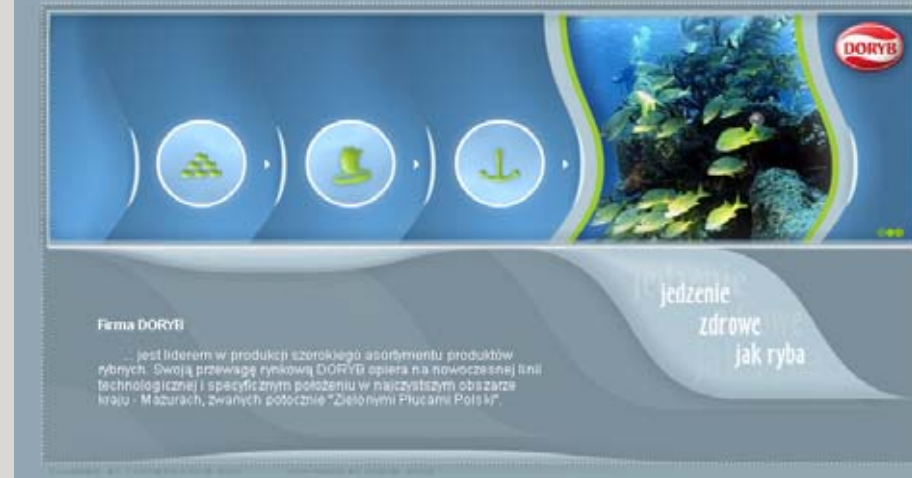 DORYB
jedzenie
zdrowe
jak ryba
Firma DORYB
... jest liderem w produkcji szerokiego asortymentu produktów
rybnych. Swoją przewagę rynkową DORYB opiera na nowoczesnej linii
technologicznej i specyficznym położeniu w najczystszym obszarze
kraju - Mazurach, zwanych potocznie "Zielonymi Płucami Polski".